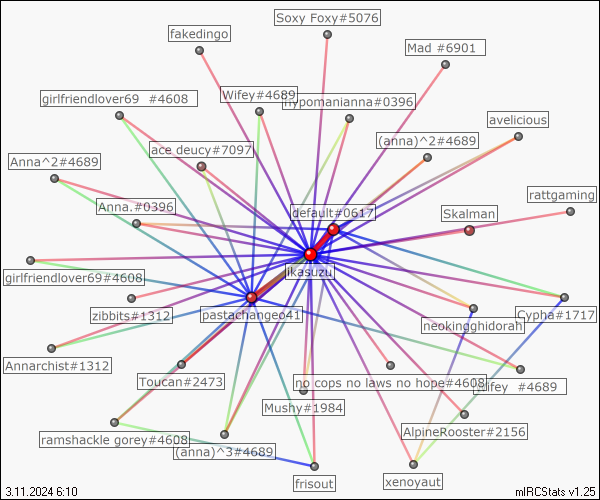 Soxy Foxy#5076
fakedingo
Mad #6901
Wifey#4689
girlfriendlover69 #4608
hypomanianna#0396
avelicious
(anna)^2#4689
ace deucy#7097
Anna^2#4689
rattgaming
Anna.#0396
default#0617
Skalman
likasuzu
girlfriendlover69#4608
zibbits#1312
pastachangeo41
Cypha#1717
neokingghidorah
Annarchist#1312
Toucan#2473
no cops no laws no hope#4608
#4689
Mushy#1984
AlpineRooster#2156
ramshackle gorey#4608
(anna)^3#4689
frisout
xenoyaut
3.11.2024 6:10
mIRCStats v1.25